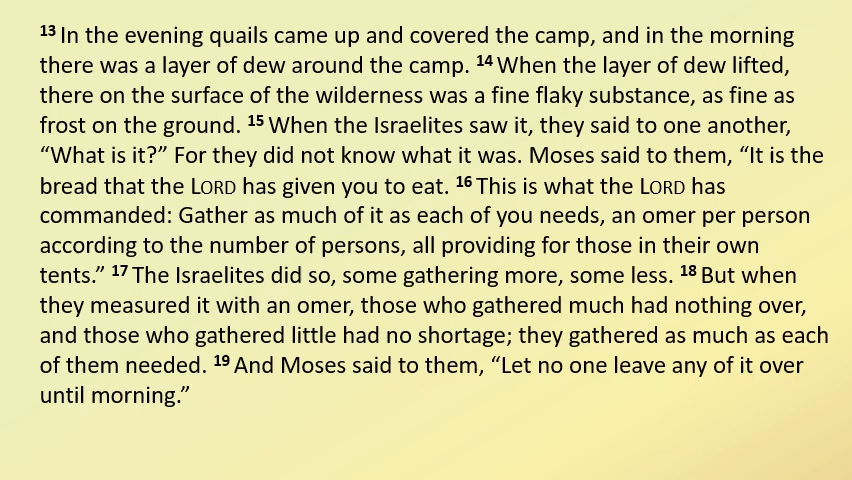 13 In the evening quails came up and covered the camp, and in the morning
there was a layer of dew around the camp. 14 When the layer of dew lifted,
there on the surface of the wilderness was a fine flaky substance, as fine as
frost on the ground. 15 When the Israelites saw it, they said to one another,
“What is it?” For they did not know what it was. Moses said to them, “It is the
bread that the LORD has given you to eat. 16 This is what the LORD has
commanded: Gather as much of it as each of you needs, an omer per person
according to the number of persons, all providing for those in their own
tents.” 17 The Israelites did so, some gathering more, some less. 18 But when
they measured it with an omer, those who gathered much had nothing over,
and those who gathered little had no shortage; they gathered as much as each
of them needed. 19 And Moses said to them, “Let no one leave any of it over
until morning.”